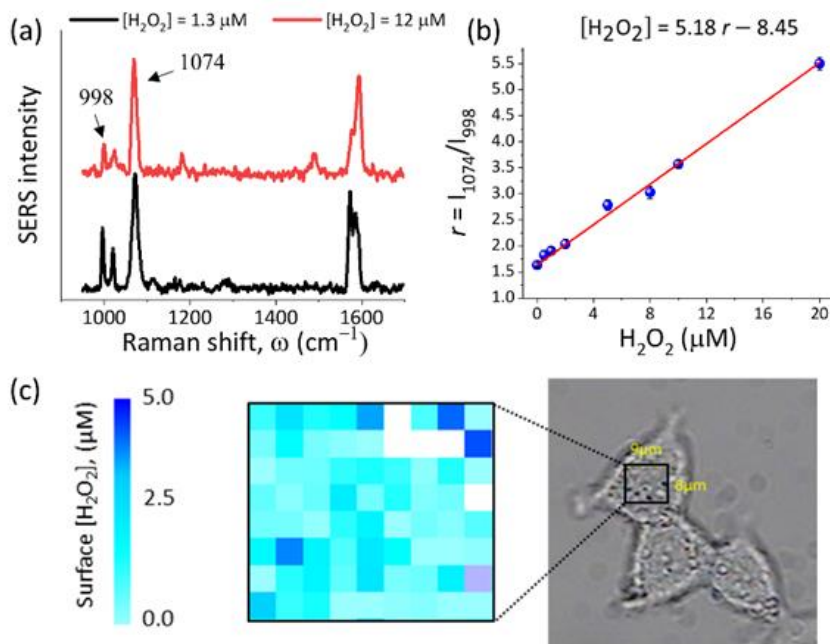 (a)
[H₂O₂] = 1.3 μM
[H₂O₂] = 12 μM
998
1074
SERS intensity
1000
1200
1400
1600
Raman shift, ω (cm⁻¹)
(b)
[H₂O₂] = 5.18 r − 8.45
r = I₁₀₇₄/I₉₉₈
5.5
5.0
4.5
4.0
3.5
3.0
2.5
2.0
1.5
1.0
0
4
8
12
16
20
H₂O₂ (μM)
(c)
Surface [H₂O₂], (μM)
5.0
2.5
0.0
9μm
8μm